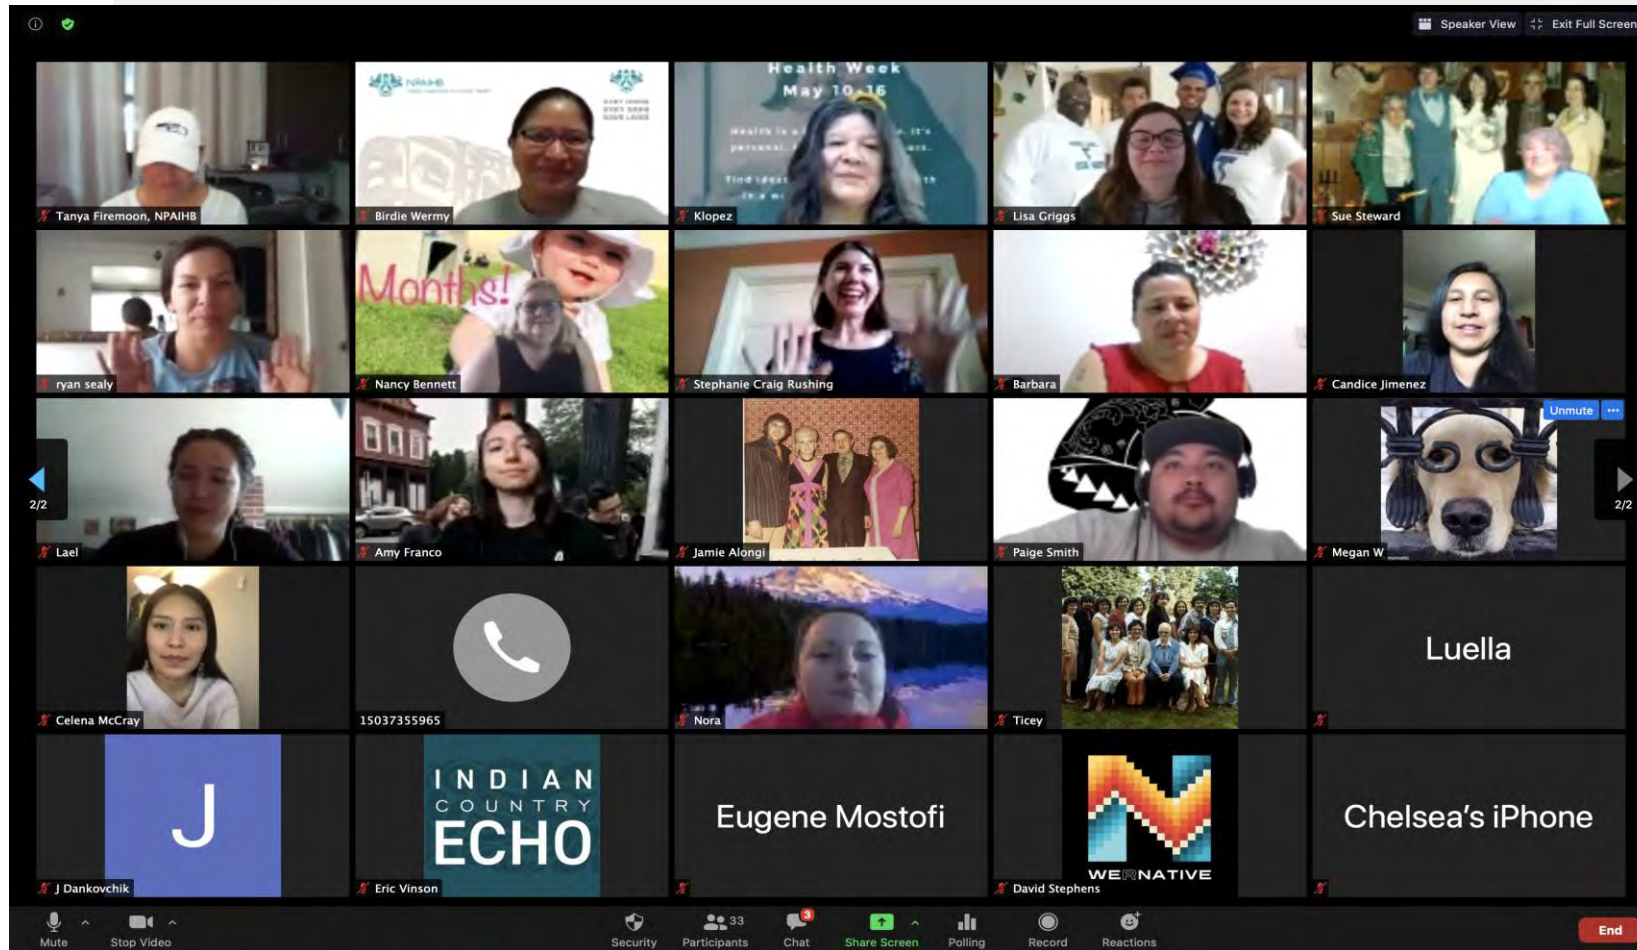 Speaker View
Exit Full Screen
NPAIHB
Health Week
May 10-16
Tanya Firemoon, NPAIHB
Birdie Wermy
Klopez
Lisa Griggs
Sue Steward
Months!
ryan sealy
Nancy Bennett
Stephanie Craig Rushing
Barbara
Candice Jimenez
Unmute
2/2
2/2
Lael
Amy Franco
Jamie Alongi
Paige Smith
Megan W
Luella
Celena McCray
15037355965
Nora
Ticey
J
INDIAN
COUNTRY
ECHO
Eugene Mostofi
WERNATIVE
Chelsea's iPhone
J Dankovchik
Eric Vinson
David Stephens
Mute
Stop Video
Security
33
Participants
3
Chat
Share Screen
Polling
Record
Reactions
End